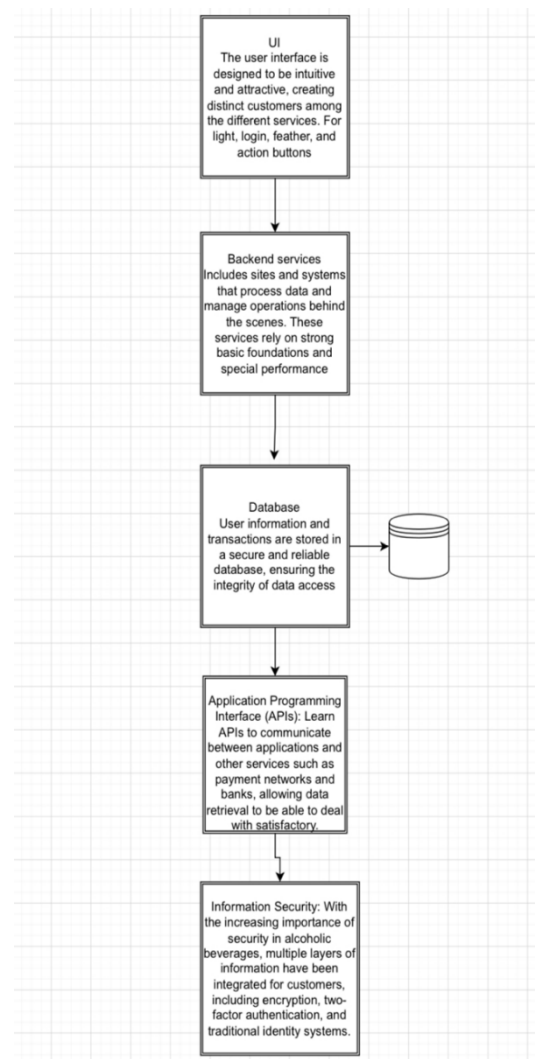 UI
The user interface is
designed to be intuitive
and attractive, creating
distinct customers among
the different services. For
light, login, feather, and
action buttons
Backend services
Includes sites and systems
that process data and
manage operations behind
the scenes. These
services rely on strong
basic foundations and
special performance
Database
User information and
transactions are stored in
a secure and reliable
database, ensuring the
integrity of data access
Application Programming
Interface (APIs): Learn
APIs to communicate
between applications and
other services such as
payment networks and
banks, allowing data
retrieval to be able to deal
with satisfactory.
Information Security: With
the increasing importance of
security in alcoholic
beverages, multiple layers of
information have been
integrated for customers,
including encryption, two-
factor authentication, and
traditional identity systems.